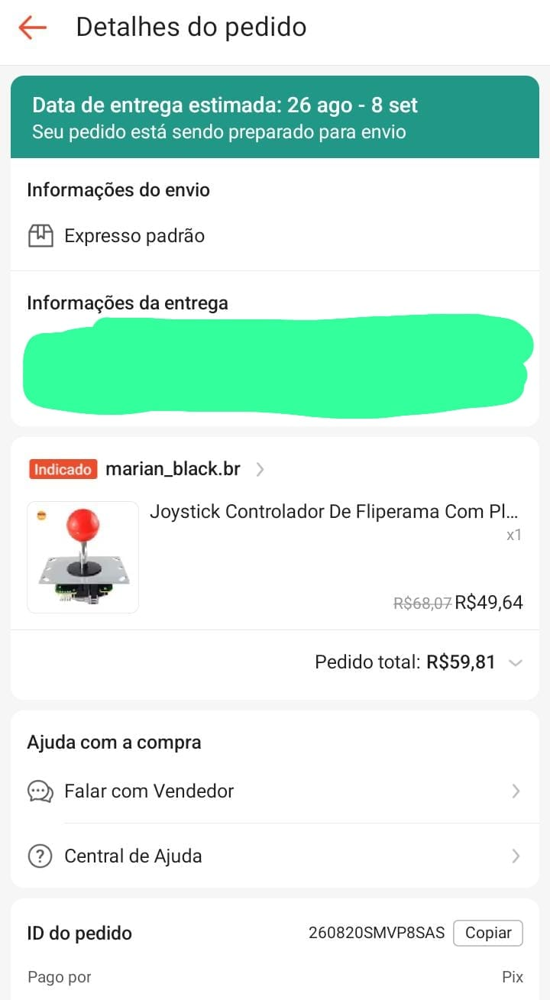 Detalhes do pedido
Data de entrega estimada: 26 ago - 8 set
Seu pedido está sendo preparado para envio
Informações do envio
Expresso padrão
Informações da entrega
Indicado marian_black.br
Joystick Controlador De Fliperama Com Pl...
x1
R$68,07 R$49,64
Pedido total: R$59,81
Ajuda com a compra
Falar com Vendedor
Central de Ajuda
ID do pedido 260820SMVP8SAS Copiar
Pago por Pix